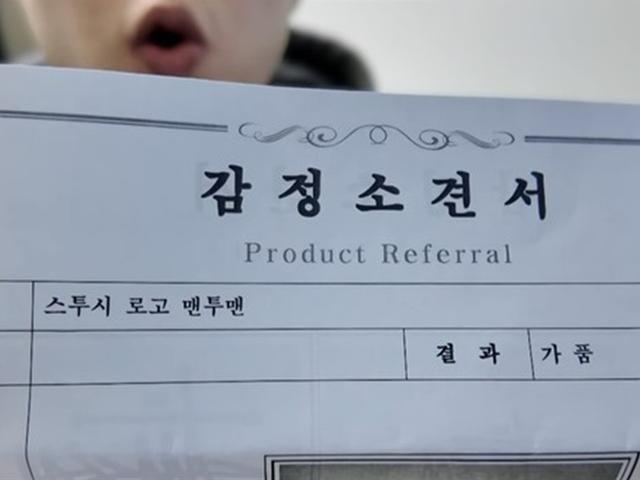 감정소견서
Product Referral
스투시 로고 맨투맨
결 과 가 품